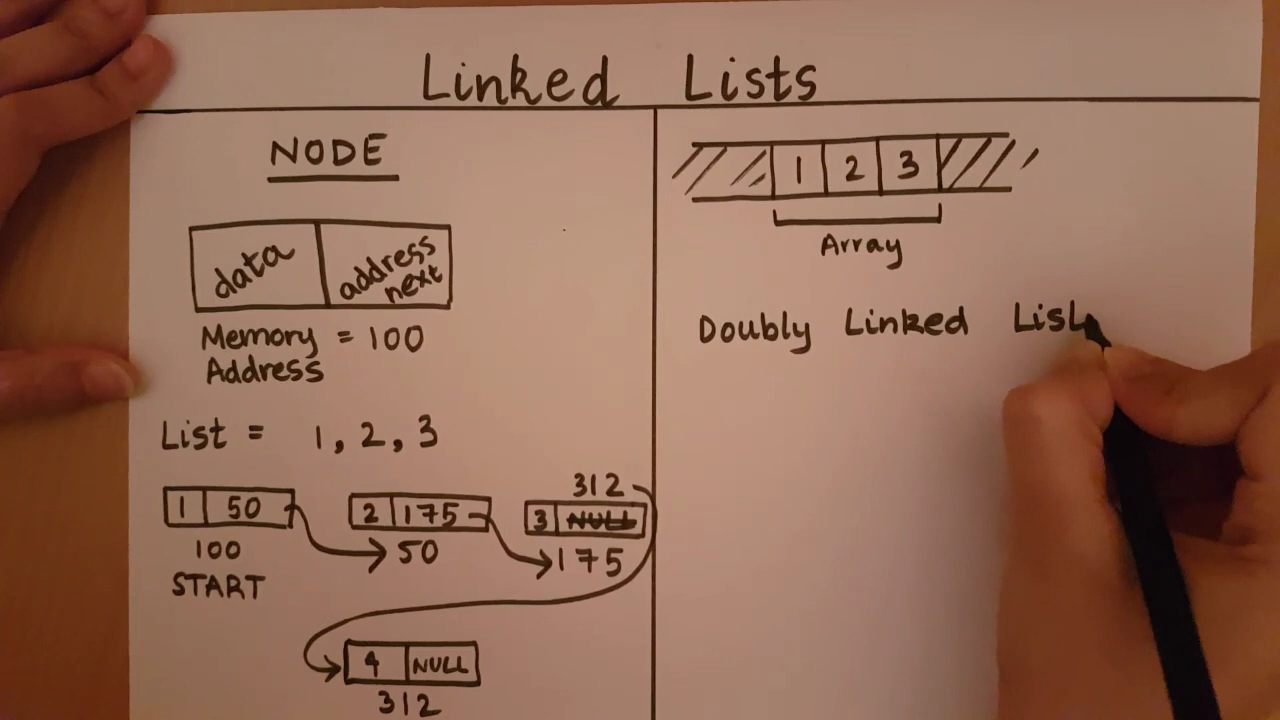 Linked Lists
NODE
data
address
next
Memory = 100
Address
List = 1, 2, 3
312
1 50
2 175
3 NULL
100
50
175
START
4 NULL
312
1 2 3
Array
Doubly Linked List